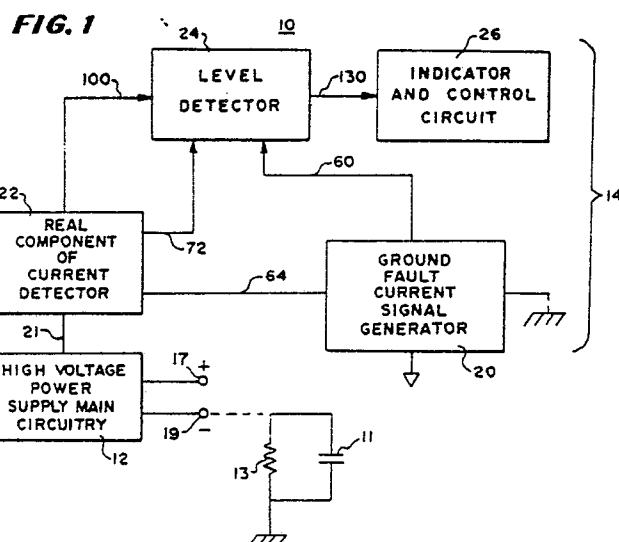 FIG. 1
24
10
26
LEVEL
DETECTOR
INDICATOR
AND CONTROL
CIRCUIT
100
130
14
60
22
REAL
COMPONENT
OF
CURRENT
DETECTOR
72
64
GROUND
FAULT
CURRENT
SIGNAL
GENERATOR
20
21
HIGH VOLTAGE
POWER
SUPPLY MAIN
CIRCUITRY
12
17
+
19
−
13
11